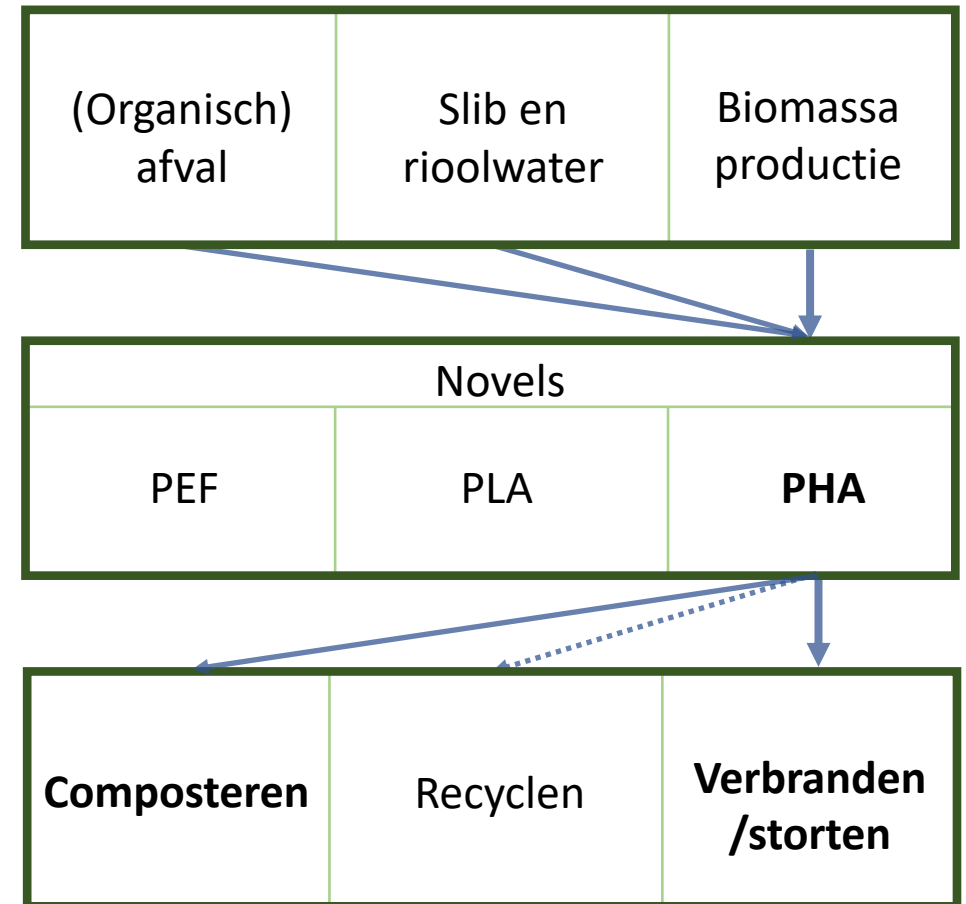 (Organisch)
afval
Slib en
rioolwater
Biomassa
productie
Novels
PEF
PLA
PHA
Composteren
Recyclen
Verbranden
/storten